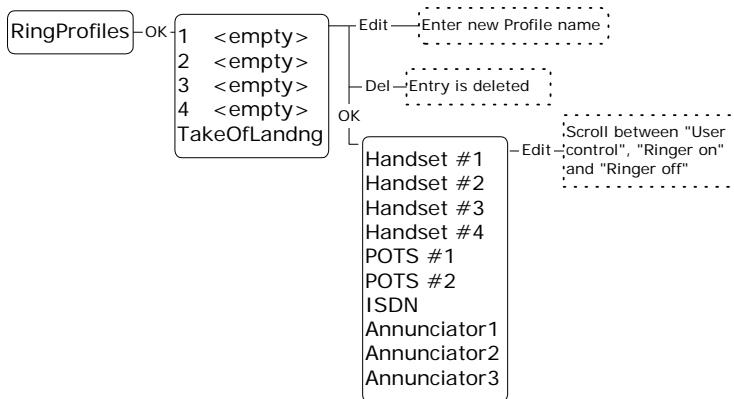 RingProfiles
OK
1 <empty>
2 <empty>
3 <empty>
4 <empty>
TakeOfLandng
Edit
Enter new Profile name
Del
Entry is deleted
OK
Handset #1
Handset #2
Handset #3
Handset #4
POTS #1
POTS #2
ISDN
Annunciator1
Annunciator2
Annunciator3
Edit
Scroll between "User
control", "Ringer on"
and "Ringer off"